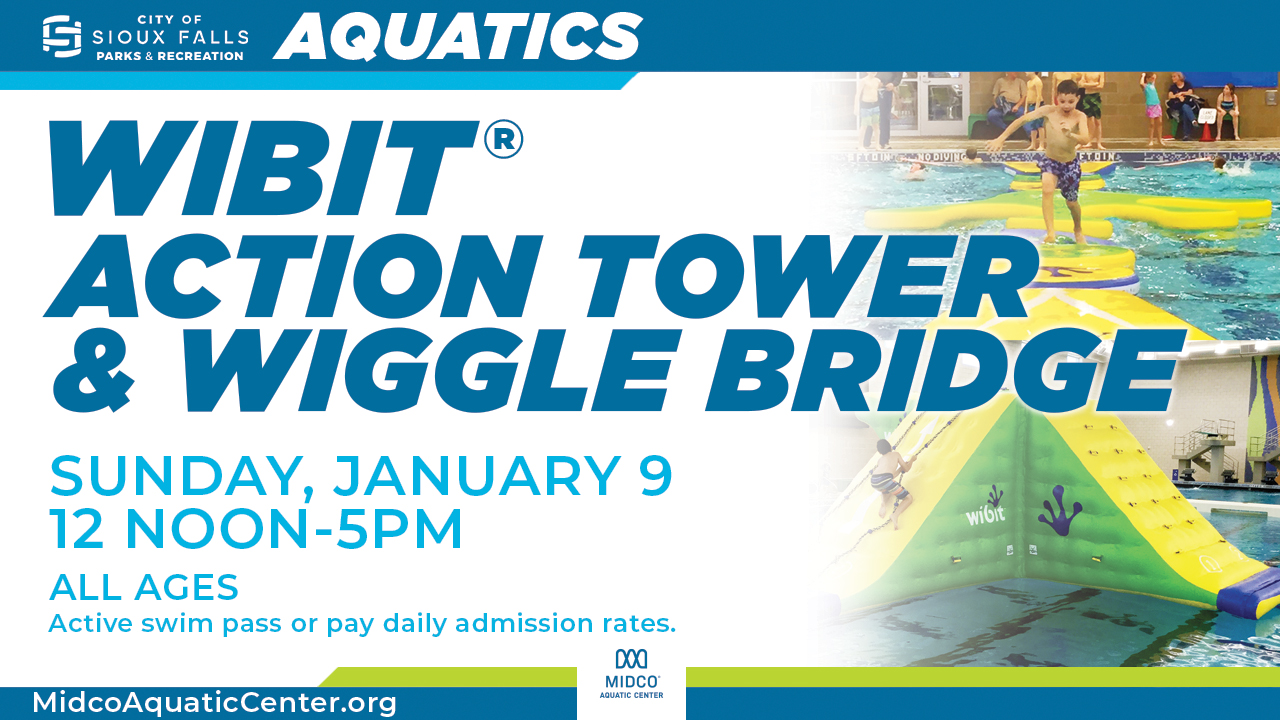 CITY OF
SIOUX FALLS
PARKS & RECREATION
AQUATICS
WIBIT®
ACTION TOWER
& WIGGLE BRIDGE
SUNDAY, JANUARY 9
12 NOON-5PM
ALL AGES
Active swim pass or pay daily admission rates.
NO DIVING
wibit
MIDCO®
AQUATIC CENTER
MidcoAquaticCenter.org